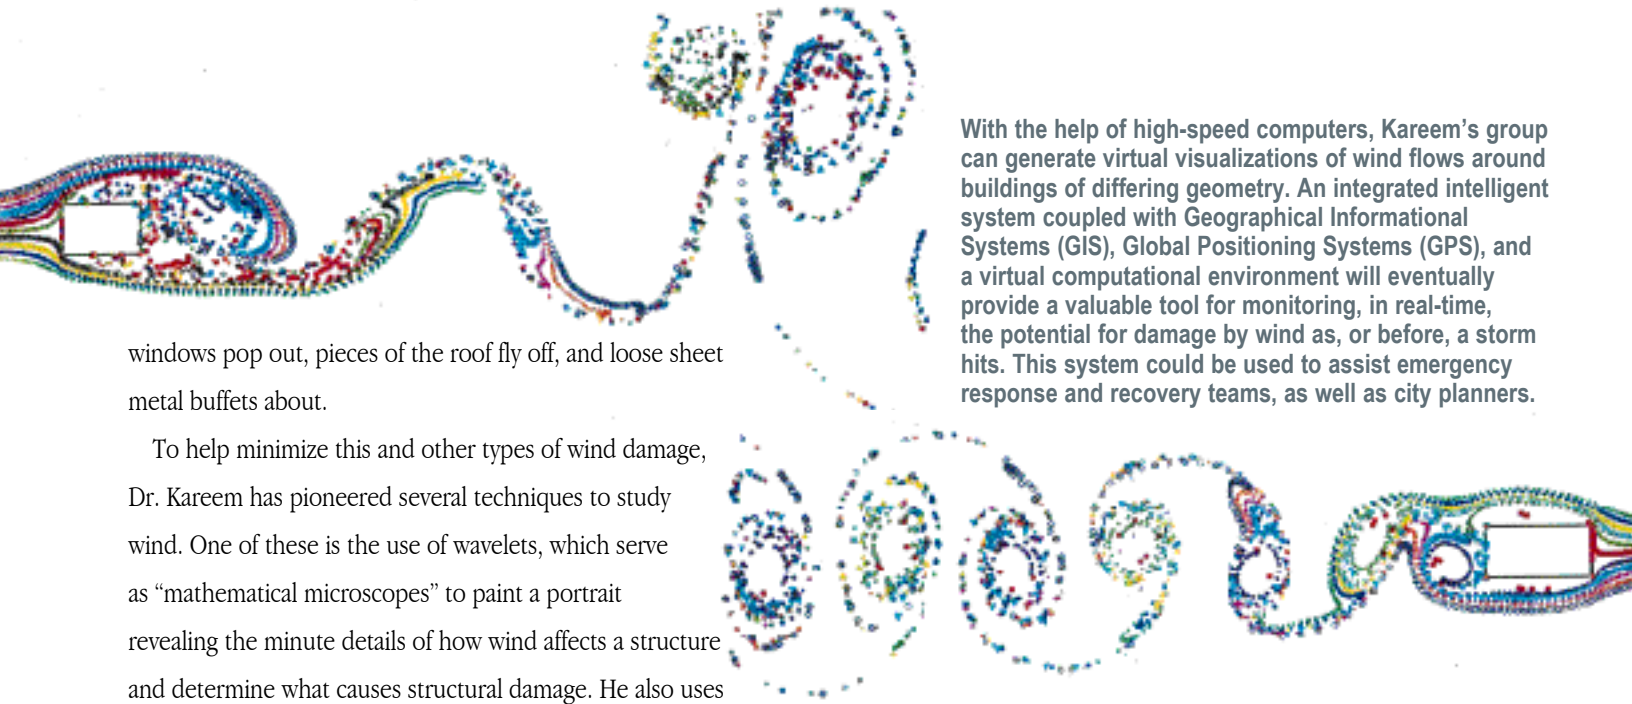 With the help of high-speed computers, Kareem’s group
can generate virtual visualizations of wind flows around
buildings of differing geometry. An integrated intelligent
system coupled with Geographical Informational
Systems (GIS), Global Positioning Systems (GPS), and
a virtual computational environment will eventually
provide a valuable tool for monitoring, in real-time,
the potential for damage by wind as, or before, a storm
hits. This system could be used to assist emergency
response and recovery teams, as well as city planners.
windows pop out, pieces of the roof fly off, and loose sheet
metal buffets about.
To help minimize this and other types of wind damage,
Dr. Kareem has pioneered several techniques to study
wind. One of these is the use of wavelets, which serve
as “mathematical microscopes” to paint a portrait
revealing the minute details of how wind affects a structure
and determine what causes structural damage. He also uses